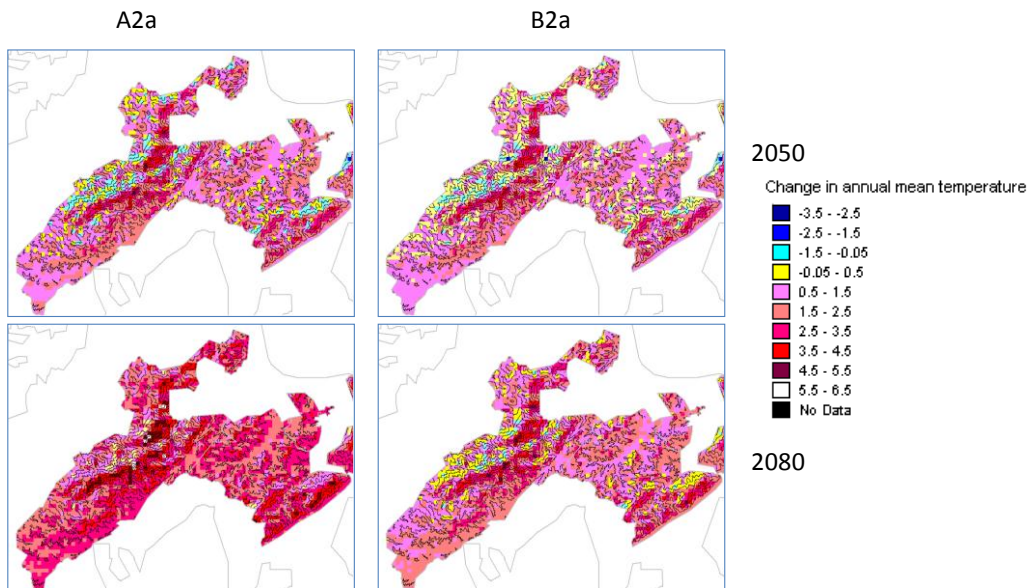 A2a
B2a
2050
Change in annual mean temperature
-3.5 - -2.5
-2.5 - -1.5
-1.5 - -0.05
-0.05 - 0.5
0.5 - 1.5
1.5 - 2.5
2.5 - 3.5
3.5 - 4.5
4.5 - 5.5
5.5 - 6.5
No Data
2080